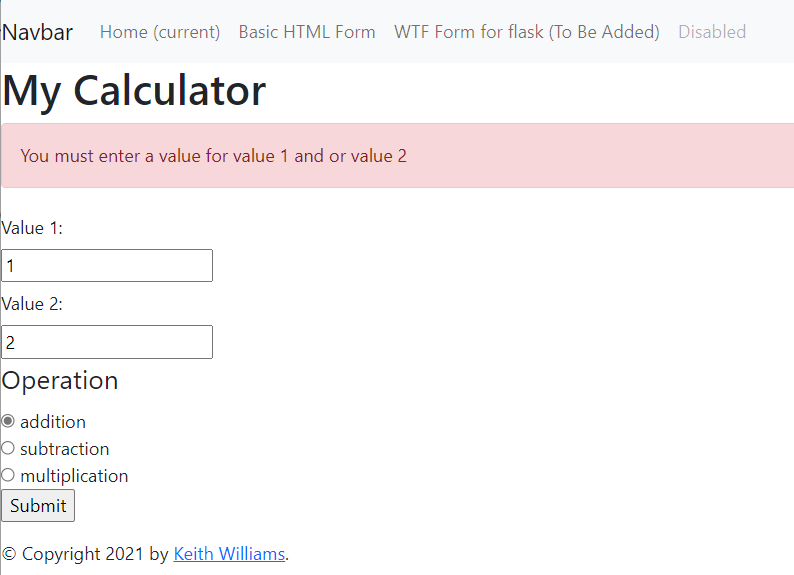 Navbar Home (current) Basic HTML Form WTF Form for flask (To Be Added) Disabled
My Calculator
You must enter a value for value 1 and or value 2
Value 1:
1
Value 2:
2
Operation
addition
subtraction
multiplication
Submit
© Copyright 2021 by Keith Williams.